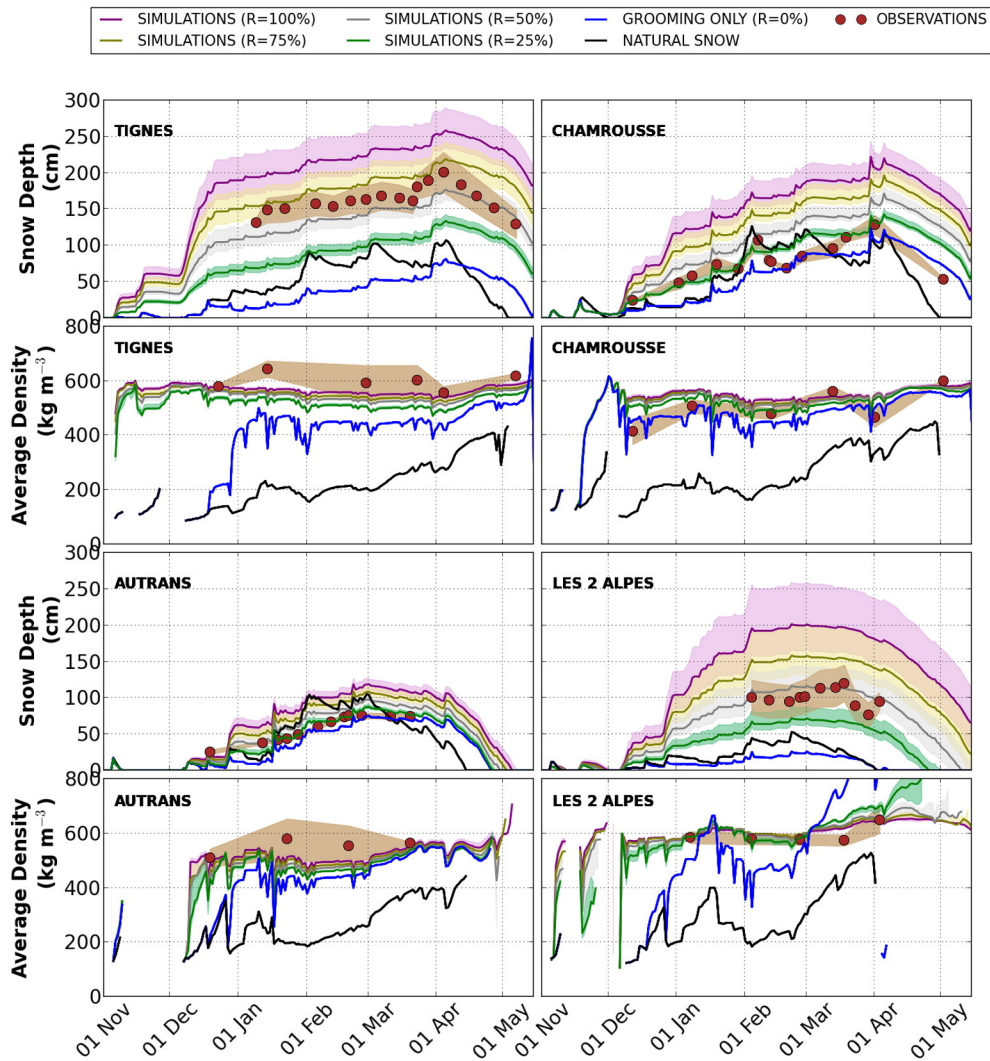 SIMULATIONS (R=100%) SIMULATIONS (R=50%) GROOMING ONLY (R=0%) OBSERVATIONS
SIMULATIONS (R=75%) SIMULATIONS (R=25%) NATURAL SNOW
TIGNES CHAMROUSSE
Snow Depth
(cm)
300
250
200
150
100
50
0
TIGNES CHAMROUSSE
Average Density
(kg m⁻³)
800
600
400
200
0
AUTRANS LES 2 ALPES
Snow Depth
(cm)
300
250
200
150
100
50
0
AUTRANS LES 2 ALPES
Average Density
(kg m⁻³)
800
600
400
200
0
01 Nov 01 Dec 01 Jan 01 Feb 01 Mar 01 Apr 01 May 01 Nov 01 Dec 01 Jan 01 Feb 01 Mar 01 Apr 01 May